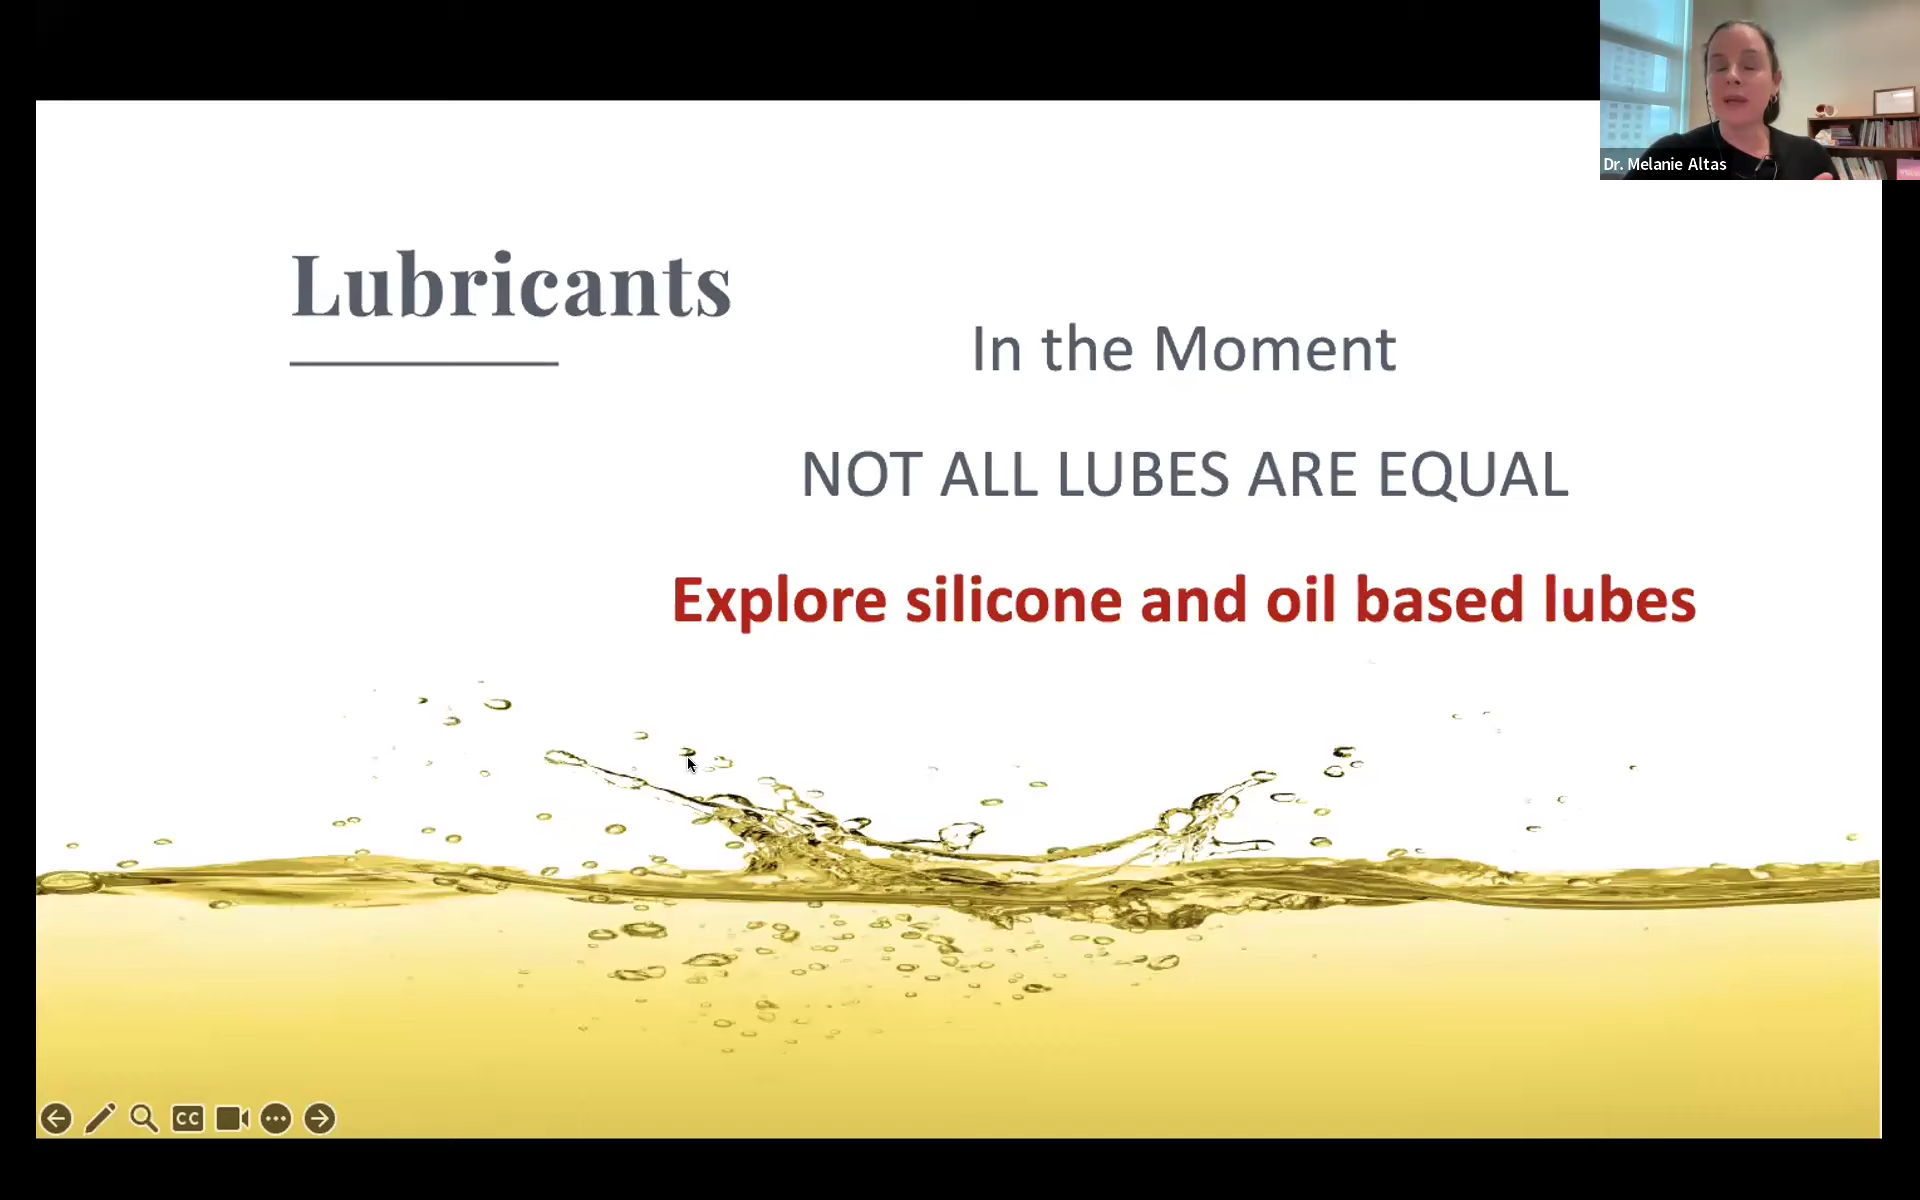 Dr. Melanie Altas
Lubricants
In the Moment
NOT ALL LUBES ARE EQUAL
Explore silicone and oil based lubes
CC